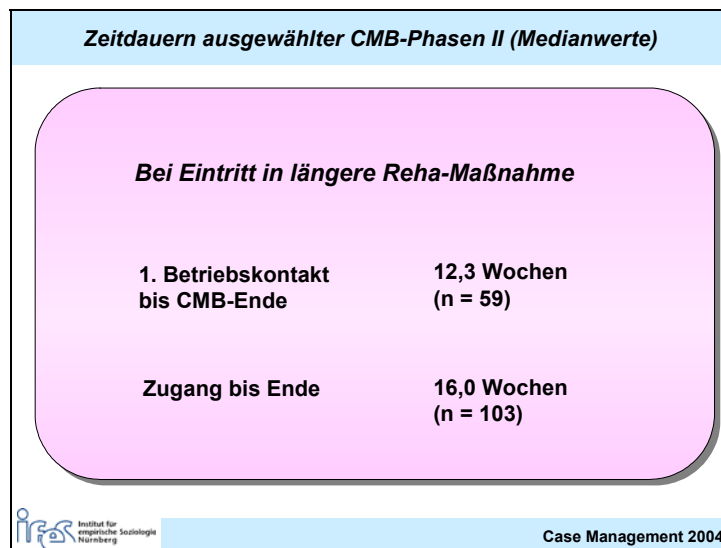 Zeitdauern ausgewählter CMB-Phasen II (Medianwerte)
Bei Eintritt in längere Reha-Maßnahme
1. Betriebskontakt
bis CMB-Ende
12,3 Wochen
(n = 59)
Zugang bis Ende
16,0 Wochen
(n = 103)
ifes
Institut für
empirische Soziologie
Nürnberg
Case Management 2004